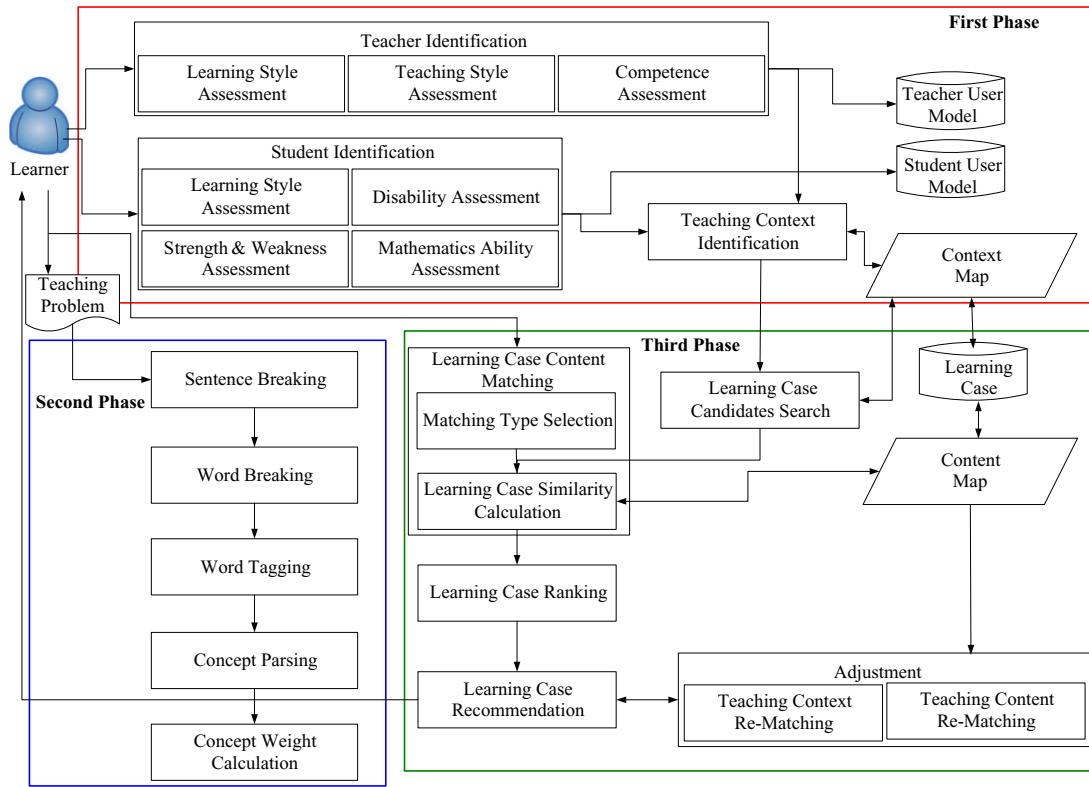 First Phase
Teacher Identification
Learning Style
Assessment
Teaching Style
Assessment
Competence
Assessment
Teacher User
Model
Learner
Student Identification
Learning Style
Assessment
Disability Assessment
Strength & Weakness
Assessment
Mathematics Ability
Assessment
Student User
Model
Teaching Context
Identification
Context
Map
Teaching
Problem
Second Phase
Sentence Breaking
Word Breaking
Word Tagging
Concept Parsing
Concept Weight
Calculation
Third Phase
Learning Case Content
Matching
Matching Type Selection
Learning Case Similarity
Calculation
Learning Case
Candidates Search
Learning
Case
Content
Map
Learning Case Ranking
Learning Case
Recommendation
Adjustment
Teaching Context
Re-Matching
Teaching Content
Re-Matching